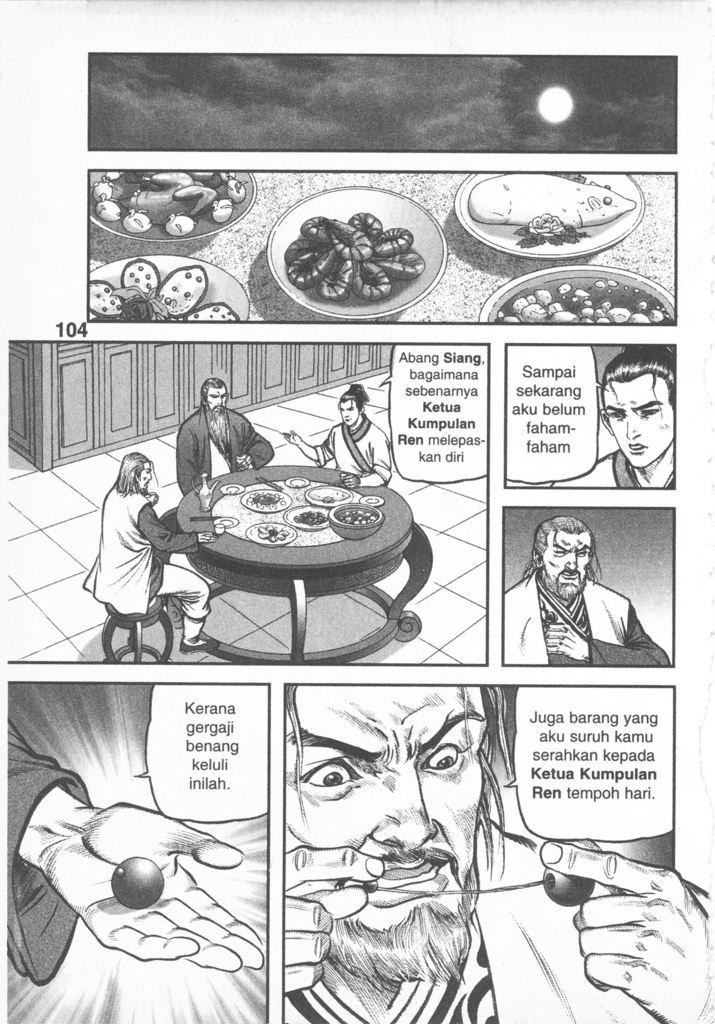 104
Abang Siang,
bagaimana
sebenarnya
Ketua
Kumpulan
Ren melepas-
kan diri
Sampai
sekarang
aku belum
faham-
faham
Kerana
gergaji
benang
keluli
inilah.
Juga barang yang
aku suruh kamu
serahkan kepada
Ketua Kumpulan
Ren tempoh hari.